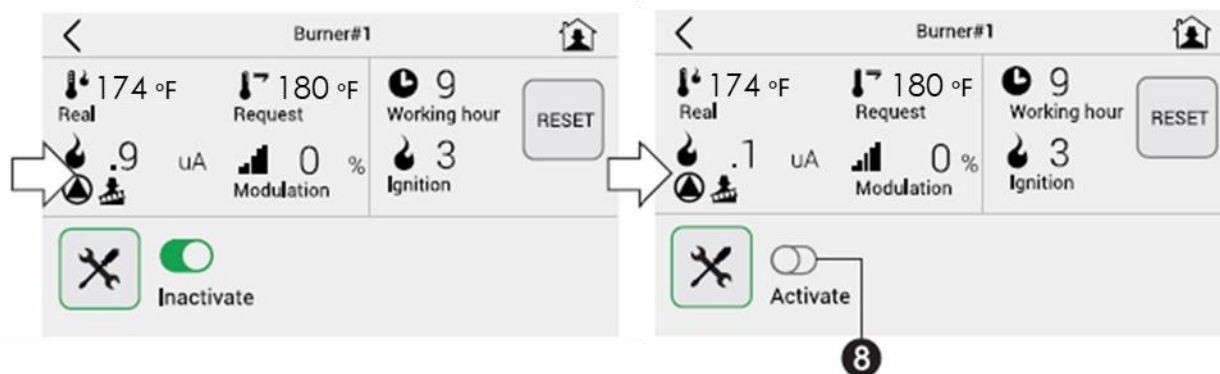 Burner#1
174 °F
Real
180 °F
Request
9
Working hour
RESET
.9 uA
0 %
Modulation
3
Ignition
Inactivate
Burner#1
174 °F
Real
180 °F
Request
9
Working hour
RESET
.1 uA
0 %
Modulation
3
Ignition
Activate
8